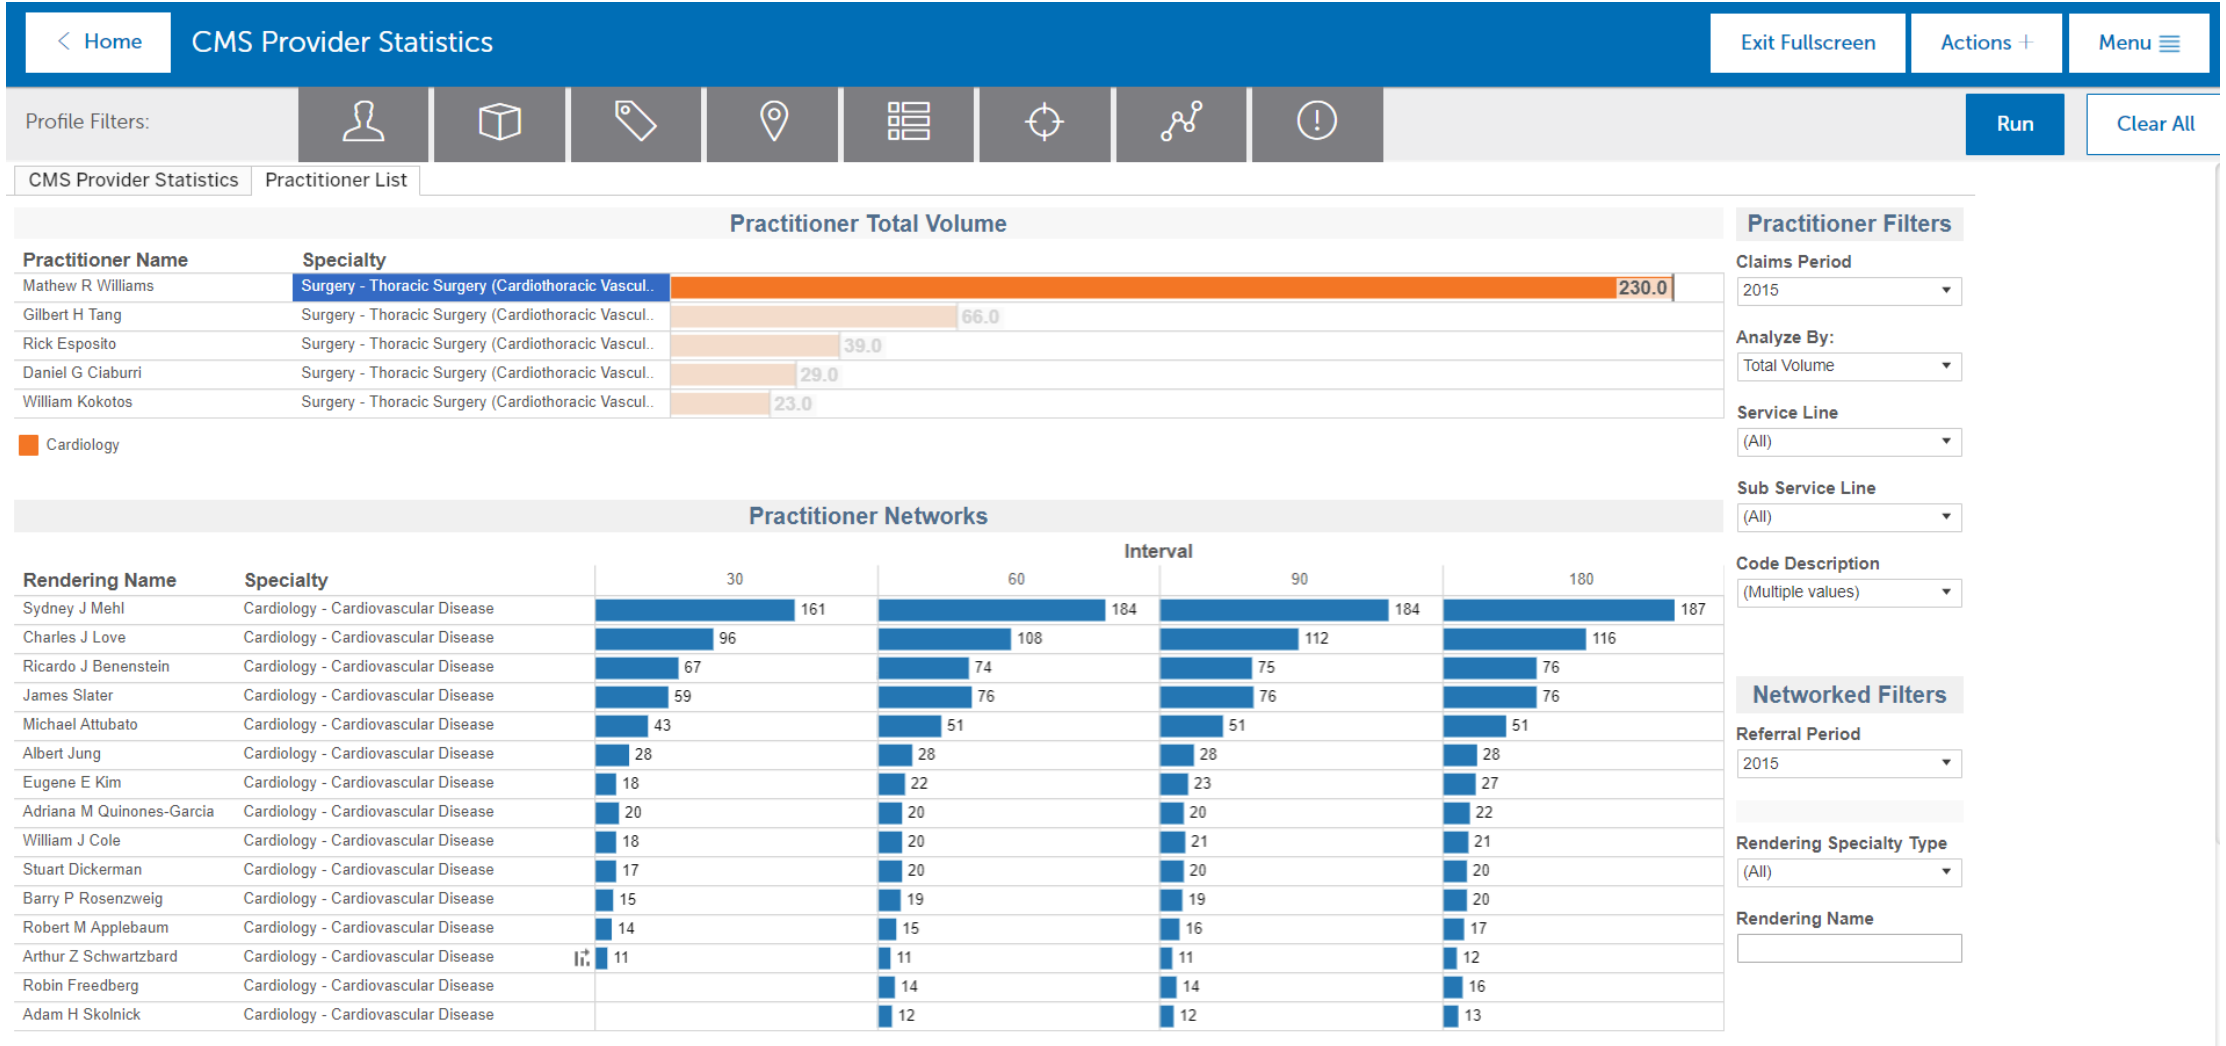 Home CMS Provider Statistics Exit Fullscreen Actions + Menu
Profile Filters: Run Clear All
CMS Provider Statistics Practitioner List
Practitioner Total Volume
Practitioner Name Specialty
Mathew R Williams Surgery - Thoracic Surgery (Cardiothoracic Vascul.. 230.0
Gilbert H Tang Surgery - Thoracic Surgery (Cardiothoracic Vascul.. 66.0
Rick Esposito Surgery - Thoracic Surgery (Cardiothoracic Vascul.. 39.0
Daniel G Ciaburri Surgery - Thoracic Surgery (Cardiothoracic Vascul.. 29.0
William Kokotos Surgery - Thoracic Surgery (Cardiothoracic Vascul.. 23.0
Cardiology
Practitioner Networks
Interval
Rendering Name Specialty 30 60 90 180
Sydney J Mehl Cardiology - Cardiovascular Disease 161 184 184 187
Charles J Love Cardiology - Cardiovascular Disease 96 108 112 116
Ricardo J Benenstein Cardiology - Cardiovascular Disease 67 74 75 76
James Slater Cardiology - Cardiovascular Disease 59 76 76 76
Michael Attubato Cardiology - Cardiovascular Disease 43 51 51 51
Albert Jung Cardiology - Cardiovascular Disease 28 28 28 28
Eugene E Kim Cardiology - Cardiovascular Disease 18 22 23 27
Adriana M Quinones-Garcia Cardiology - Cardiovascular Disease 20 20 20 22
William J Cole Cardiology - Cardiovascular Disease 18 20 21 21
Stuart Dickerman Cardiology - Cardiovascular Disease 17 20 20 20
Barry P Rosenzweig Cardiology - Cardiovascular Disease 15 19 19 20
Robert M Applebaum Cardiology - Cardiovascular Disease 14 15 16 17
Arthur Z Schwartzbard Cardiology - Cardiovascular Disease 11 11 11 12
Robin Freedberg Cardiology - Cardiovascular Disease 14 14 16
Adam H Skolnick Cardiology - Cardiovascular Disease 12 12 13
Practitioner Filters
Claims Period
2015
Analyze By:
Total Volume
Service Line
(All)
Sub Service Line
(All)
Code Description
(Multiple values)
Networked Filters
Referral Period
2015
Rendering Specialty Type
(All)
Rendering Name